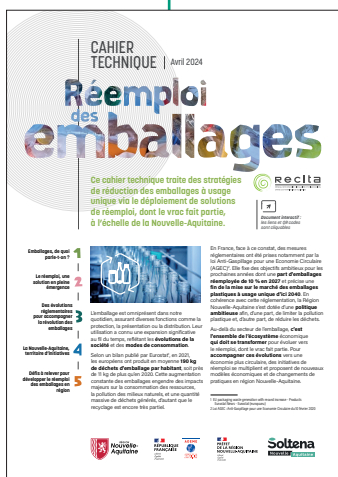 CAHIER
TECHNIQUE | Avril 2024
Réemploi
des
emballages
Ce cahier technique traite des stratégies
de réduction des emballages à usage
unique via le déploiement de solutions
de réemploi, dont le vrac fait partie,
à l'échelle de la Nouvelle-Aquitaine.
RECITA
Document interactif :
les liens et QR codes
sont cliquables.
Emballages, de quoi
parle-t-on ?
1
Le réemploi, une
solution en pleine
émergence
2
Des évolutions
réglementaires
pour accompagner
la révolution des
emballages
3
La Nouvelle-Aquitaine,
territoire d'initiatives
4
Défis à relever pour
développer le réemploi
des emballages en
région
5
L'emballage est omniprésent dans notre
quotidien, assurant diverses fonctions comme la
protection, la présentation ou la distribution. Leur
utilisation a connu une expansion significative
au fil du temps, reflétant les évolutions de la
société et des modes de consommation.
Selon un bilan publié par Eurostat¹, en 2021,
les européens ont produit en moyenne 190 kg
de déchets d'emballage par habitant, soit près
de 11 kg de plus qu'en 2020. Cette augmentation
constante des emballages engendre des impacts
majeurs sur la consommation des ressources,
la pollution des milieux naturels, et une quantité
massive de déchets générés, d'autant que le
recyclage est encore très partiel.
En France, face à ce constat, des mesures
réglementaires ont été prises notamment par la
loi Anti-Gaspillage pour une Economie Circulaire
(AGEC)². Elle fixe des objectifs ambitieux pour les
prochaines années dont une part d'emballages
réemployés de 10 % en 2027 et précise une
fin de la mise sur le marché des emballages
plastiques à usage unique d'ici 2040. En
cohérence avec cette réglementation, la Région
Nouvelle-Aquitaine s'est dotée d'une politique
ambitieuse afin, d'une part, de limiter la pollution
plastique et, d'autre part, de réduire les déchets.
Au-delà du secteur de l'emballage, c'est
l'ensemble de l'écosystème économique
qui doit se transformer pour évoluer vers
le réemploi, dont le vrac fait partie. Pour
accompagner ces évolutions vers une
économie plus circulaire, des initiatives de
réemploi se multiplient et proposent de nouveaux
modèles économiques et de changements de
pratiques en région Nouvelle-Aquitaine.
RÉGION
Nouvelle-
Aquitaine
RÉPUBLIQUE
FRANÇAISE
ADEME
PRÉFET
DE LA RÉGION
NOUVELLE-AQUITAINE
Soltena
Nouvelle Aquitaine